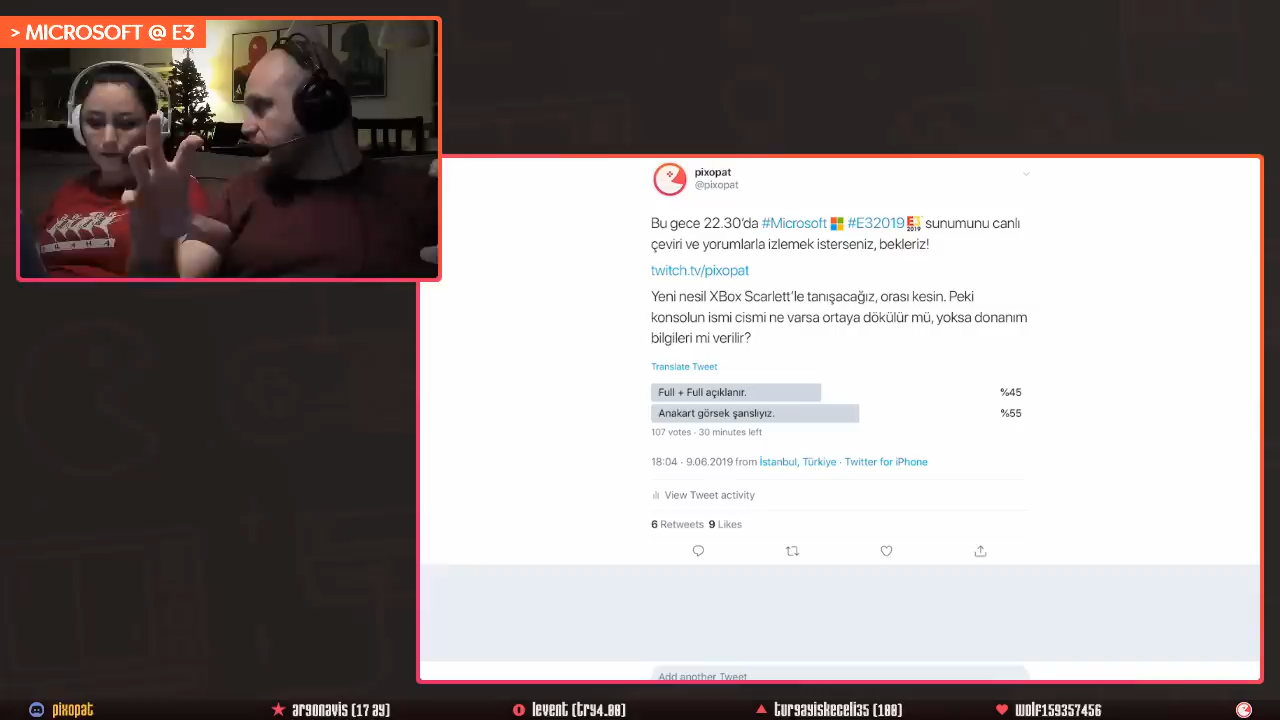 > MICROSOFT @ E3
pixopat
@pixopat
Bu gece 22.30'da #Microsoft #E32019 sunumunu canlı
çeviri ve yorumlarla izlemek isterseniz, bekleriz!
twitch.tv/pixopat
Yeni nesil XBox Scarlett'le tanışacağız, orası kesin. Peki
konsolun ismi cismi ne varsa ortaya dökülür mü, yoksa donanım
bilgileri mi verilir?
Translate Tweet
Full + Full açıklanır. %45
Anakart görsek şanslıyız. %55
107 votes · 30 minutes left
18:04 · 9.06.2019 from İstanbul, Türkiye · Twitter for iPhone
View Tweet activity
6 Retweets 9 Likes
Add another Tweet
pixopat argonavis (17 ay) levent (try4.00) turgayiskeceli35 (100) wolf159357456